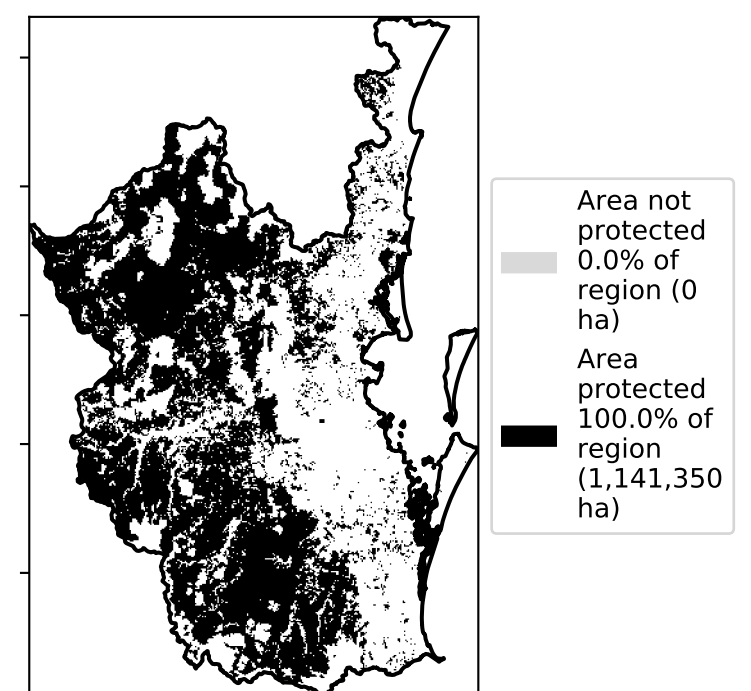 Area not
protected
0.0% of
region (0
ha)
Area
protected
100.0% of
region
(1,141,350
ha)